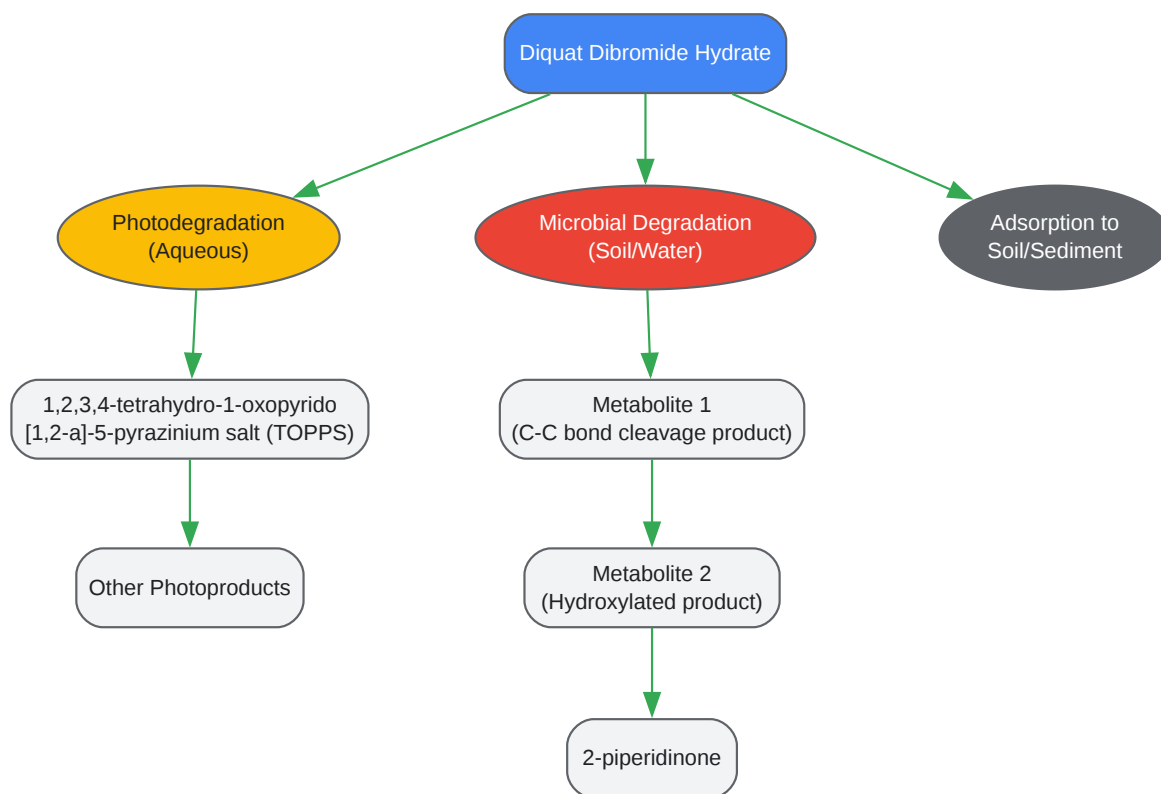 Diquat Dibromide Hydrate
Photodegradation
(Aqueous)
Microbial Degradation
(Soil/Water)
Adsorption to
Soil/Sediment
1,2,3,4-tetrahydro-1-oxopyrido
[1,2-a]-5-pyrazinium salt (TOPPS)
Metabolite 1
(C-C bond cleavage product)
Other Photoproducts
Metabolite 2
(Hydroxylated product)
2-piperidinone